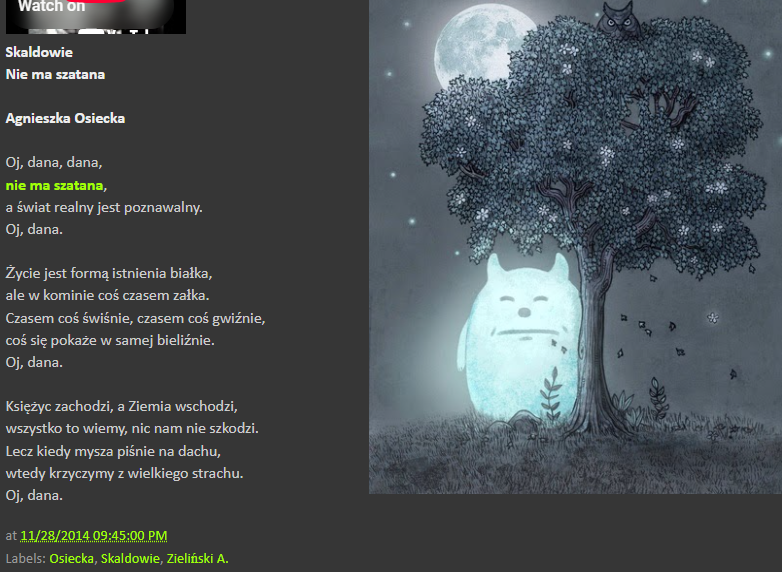 Watch on
Skaldowie
Nie ma szatana
Agnieszka Osiecka
Oj, dana, dana,
nie ma szatana,
a świat realny jest poznawalny.
Oj, dana.
Życie jest formą istnienia białka,
ale w kominie coś czasem załka.
Czasem coś świśnie, czasem coś gwiźnie,
coś się pokaże w samej bieliźnie.
Oj, dana.
Księżyc zachodzi, a Ziemia wschodzi,
wszystko to wiemy, nic nam nie szkodzi.
Lecz kiedy mysza piśnie na dachu,
wtedy krzyczymy z wielkiego strachu.
Oj, dana.
at 11/28/2014 09:45:00 PM
Labels: Osiecka, Skaldowie, Zieliński A.